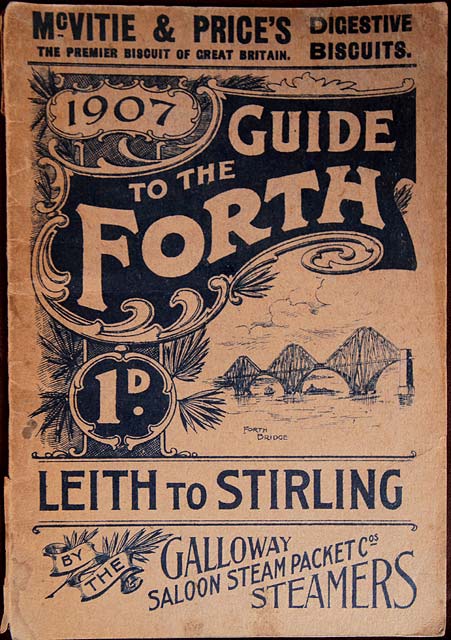 McVITIE & PRICE'S DIGESTIVE
THE PREMIER BISCUIT OF GREAT BRITAIN. BISCUITS.
1907
GUIDE
TO THE
FORTH
1D.
FORTH
BRIDGE
LEITH TO STIRLING
BY
THE
GALLOWAY
SALOON STEAM PACKET Cos
STEAMERS